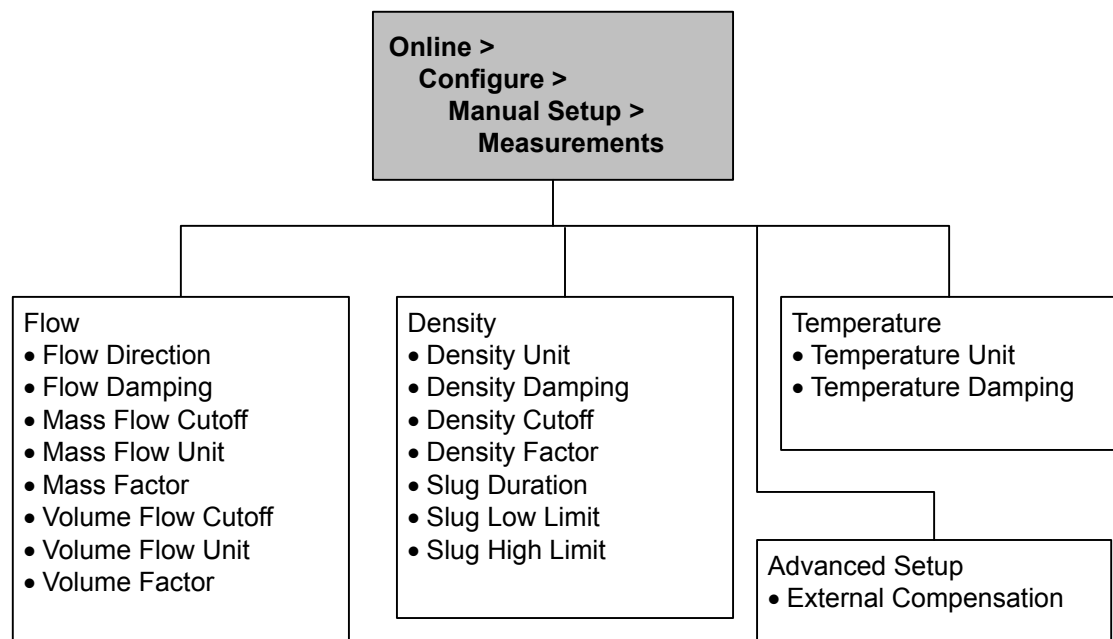 Online >
Configure >
Manual Setup >
Measurements
Flow
• Flow Direction
• Flow Damping
• Mass Flow Cutoff
• Mass Flow Unit
• Mass Factor
• Volume Flow Cutoff
• Volume Flow Unit
• Volume Factor
Density
• Density Unit
• Density Damping
• Density Cutoff
• Density Factor
• Slug Duration
• Slug Low Limit
• Slug High Limit
Temperature
• Temperature Unit
• Temperature Damping
Advanced Setup
• External Compensation